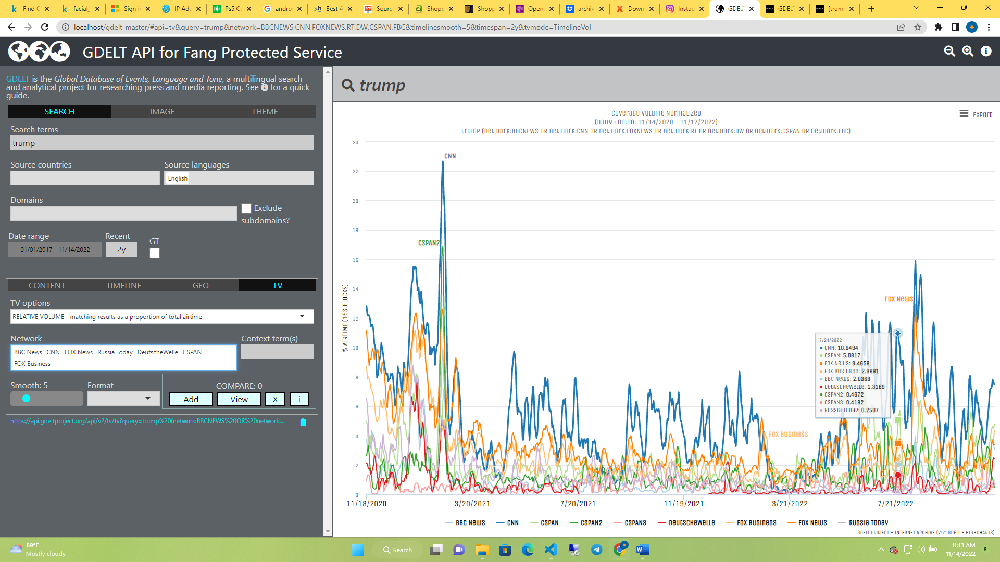 Find C
facial_
Sign in
IP Add
Ps5 Co
andro
Best A
Source
Shopp
Shopp
Openc
archiv
Down
Instag
GDELT
GDELT
[trump
localhost/gdelt-master/#api=tv&query=trump&network=BBCNEWS,CNN,FOXNEWS,RT,DW,CSPAN,FBC&timelinesmooth=5&timespan=2y&tvmode=TimelineVol
GDELT API for Fang Protected Service
GDELT is the Global Database of Events, Language and Tone, a multilingual search
and analytical project for researching press and media reporting. See for a quick
guide.
SEARCH IMAGE THEME
Search terms
trump
Source countries Source languages
English
Domains
Exclude
subdomains?
Date range Recent GT
01/01/2017 - 11/14/2022 2y
CONTENT TIMELINE GEO TV
TV options
RELATIVE VOLUME - matching results as a proportion of total airtime
Network Context term(s)
BBC News CNN FOX News Russia Today DeutscheWelle CSPAN
FOX Business
Smooth: 5 Format COMPARE: 0
Add View X i
https://api.gdeltproject.org/api/v2/tv/tv?query=trump%20(network:BBCNEWS%20OR%20network:...
trump
Coverage Volume Normalized
(Daily +00:00: 11/14/2020 - 11/12/2022)
trump (network:BBCNEWS OR network:CNN OR network:FOXNEWS OR network:RT OR network:DW OR network:CSPAN OR network:FBC)
Export
% AIRTIME (15S BLOCKS)
24
22
20
18
16
14
12
10
8
6
4
2
0
CNN
CSPAN2
FOX News
FOX Business
7/24/2022
CNN: 10.9494
CSPAN: 5.0817
FOX News: 3.4658
FOX Business: 2.3891
BBC News: 2.0368
DeutscheWelle: 1.3169
CSPAN2: 0.4672
CSPAN3: 0.4182
Russia Today: 0.2507
11/18/2020 3/20/2021 7/20/2021 11/19/2021 3/21/2022 7/21/2022
BBC News CNN CSPAN CSPAN2 CSPAN3 DeutscheWelle FOX Business FOX News Russia Today
GDELT PROJECT + INTERNET ARCHIVE (VIZ: GDELT + HIGHCHARTS)
89°F
Mostly cloudy
Search
11:13 AM
11/14/2022
8